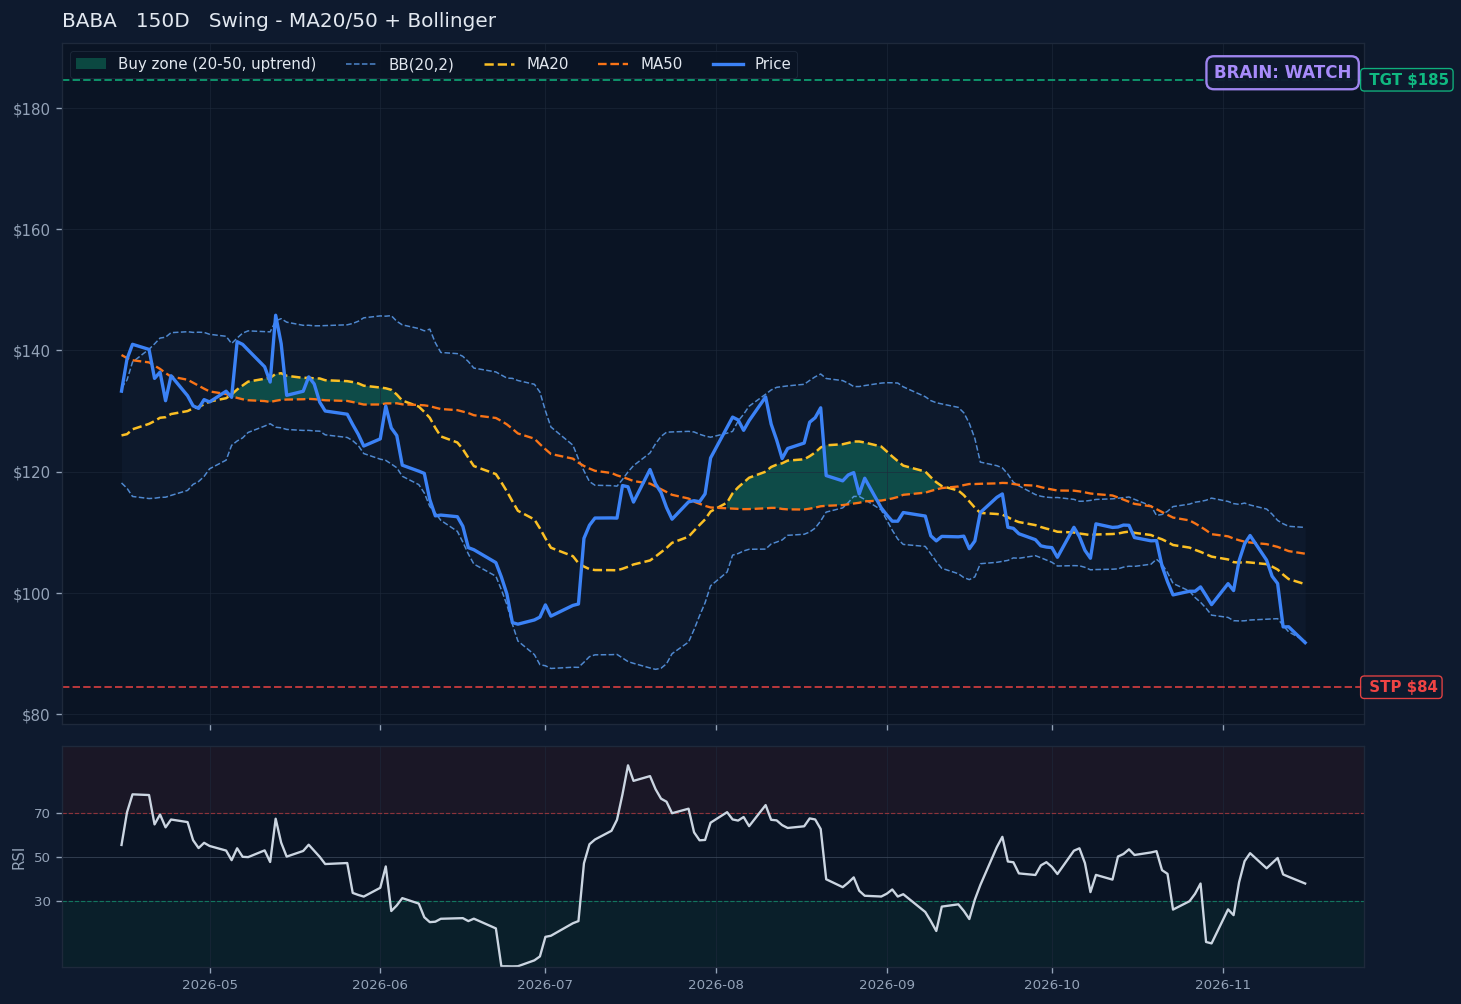 BABA 150D Swing - MA20/50 + Bollinger
Buy zone (20-50, uptrend) BB(20,2) MA20 MA50 Price
BRAIN: WATCH
TGT $185
$180
$160
$140
$120
$100
STP $84
$80
70
50
30
RSI
2026-05 2026-06 2026-07 2026-08 2026-09 2026-10 2026-11